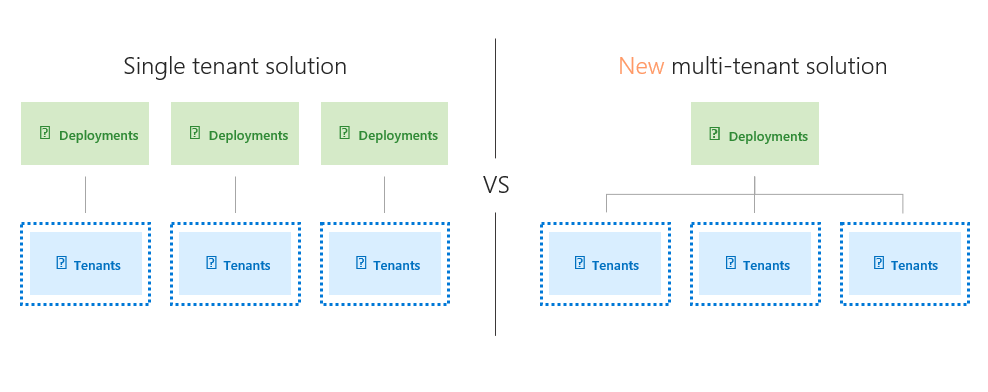 Single tenant solution
Deployments
Deployments
Deployments
Tenants
Tenants
Tenants
VS
New multi-tenant solution
Deployments
Tenants
Tenants
Tenants